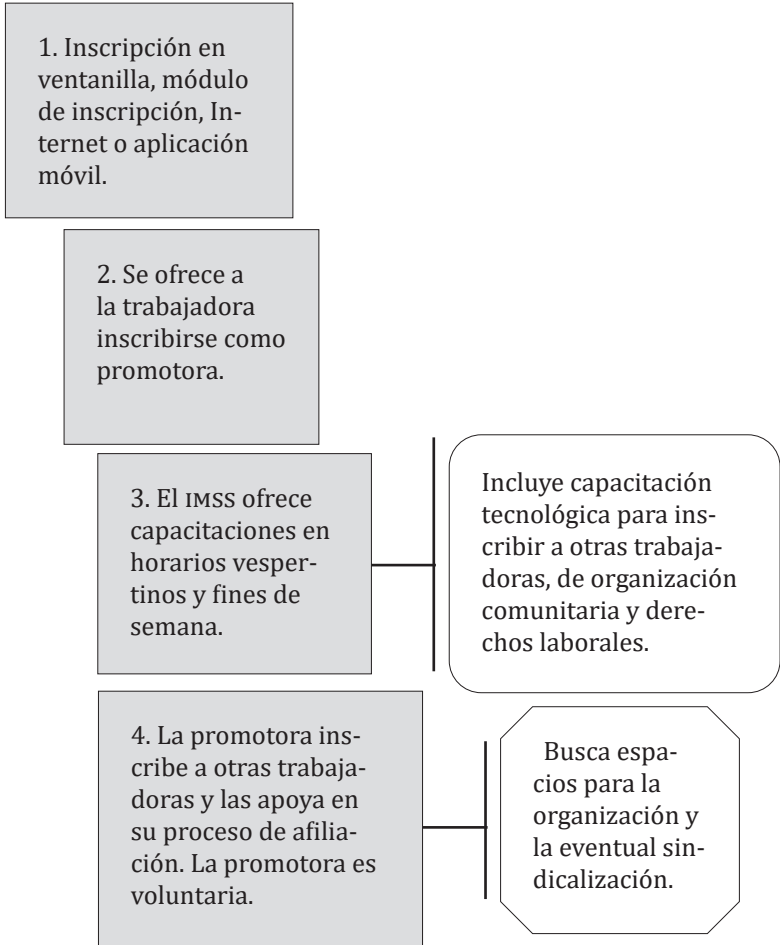 1. Inscripción en
ventanilla, módulo
de inscripción, In-
ternet o aplicación
móvil.
2. Se ofrece a
la trabajadora
inscribirse como
promotora.
3. El IMSS ofrece
capacitaciones en
horarios vesper-
tinos y fines de
semana.
Incluye capacitación
tecnológica para ins-
cribir a otras trabaja-
doras, de organización
comunitaria y dere-
chos laborales.
4. La promotora ins-
cribe a otras trabaja-
doras y las apoya en
su proceso de afilia-
ción. La promotora es
voluntaria.
Busca espa-
cios para la
organización y
la eventual sin-
dicalización.